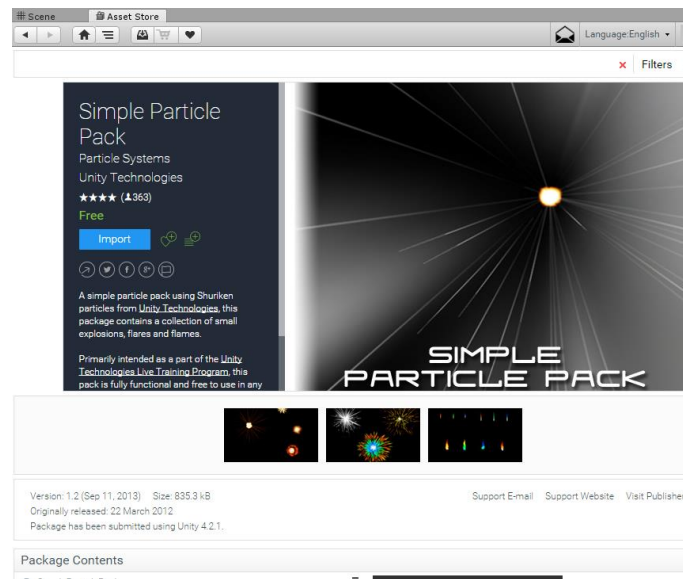 Scene
Asset Store
Language:English
Filters
Simple Particle
Pack
Particle Systems
Unity Technologies
(363)
Free
Import
A simple particle pack using Shuriken
particles from Unity Technologies, this
package contains a collection of small
explosions, flares and flames.
Primarily intended as a part of the Unity
Technologies Live Training Program, this
pack is fully functional and free to use in any
SIMPLE
PARTICLE PACK
Version: 1.2 (Sep 11, 2013) Size: 835.3 kB
Support E-mail Support Website Visit Publisher
Originally released: 22 March 2012
Package has been submitted using Unity 4.2.1.
Package Contents